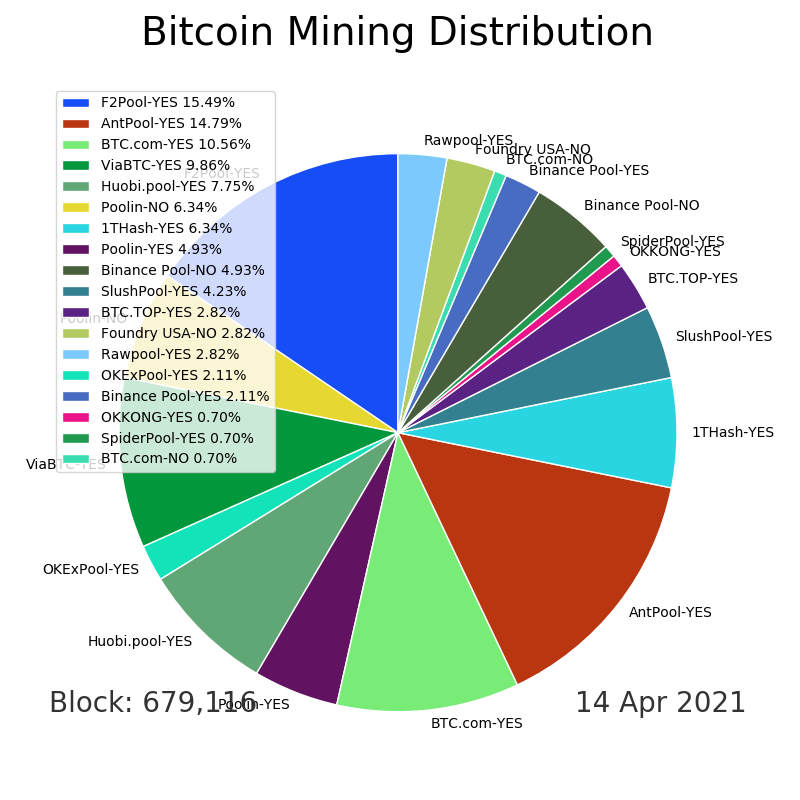 Bitcoin Mining Distribution
F2Pool-YES 15.49%
AntPool-YES 14.79%
BTC.com-YES 10.56%
ViaBTC-YES 9.86%
Huobi.pool-YES 7.75%
Poolin-NO 6.34%
1THash-YES 6.34%
Poolin-YES 4.93%
Binance Pool-NO 4.93%
SlushPool-YES 4.23%
BTC.TOP-YES 2.82%
Foundry USA-NO 2.82%
Rawpool-YES 2.82%
OKExPool-YES 2.11%
Binance Pool-YES 2.11%
OKKONG-YES 0.70%
SpiderPool-YES 0.70%
BTC.com-NO 0.70%
Rawpool-YES
Foundry USA-NO
BTC.com-NO
Binance Pool-YES
Binance Pool-NO
SpiderPool-YES
OKKONG-YES
BTC.TOP-YES
SlushPool-YES
1THash-YES
AntPool-YES
BTC.com-YES
Poolin-YES
Huobi.pool-YES
OKExPool-YES
ViaBTC-YES
Poolin-NO
F2Pool-YES
Block: 679,116
14 Apr 2021